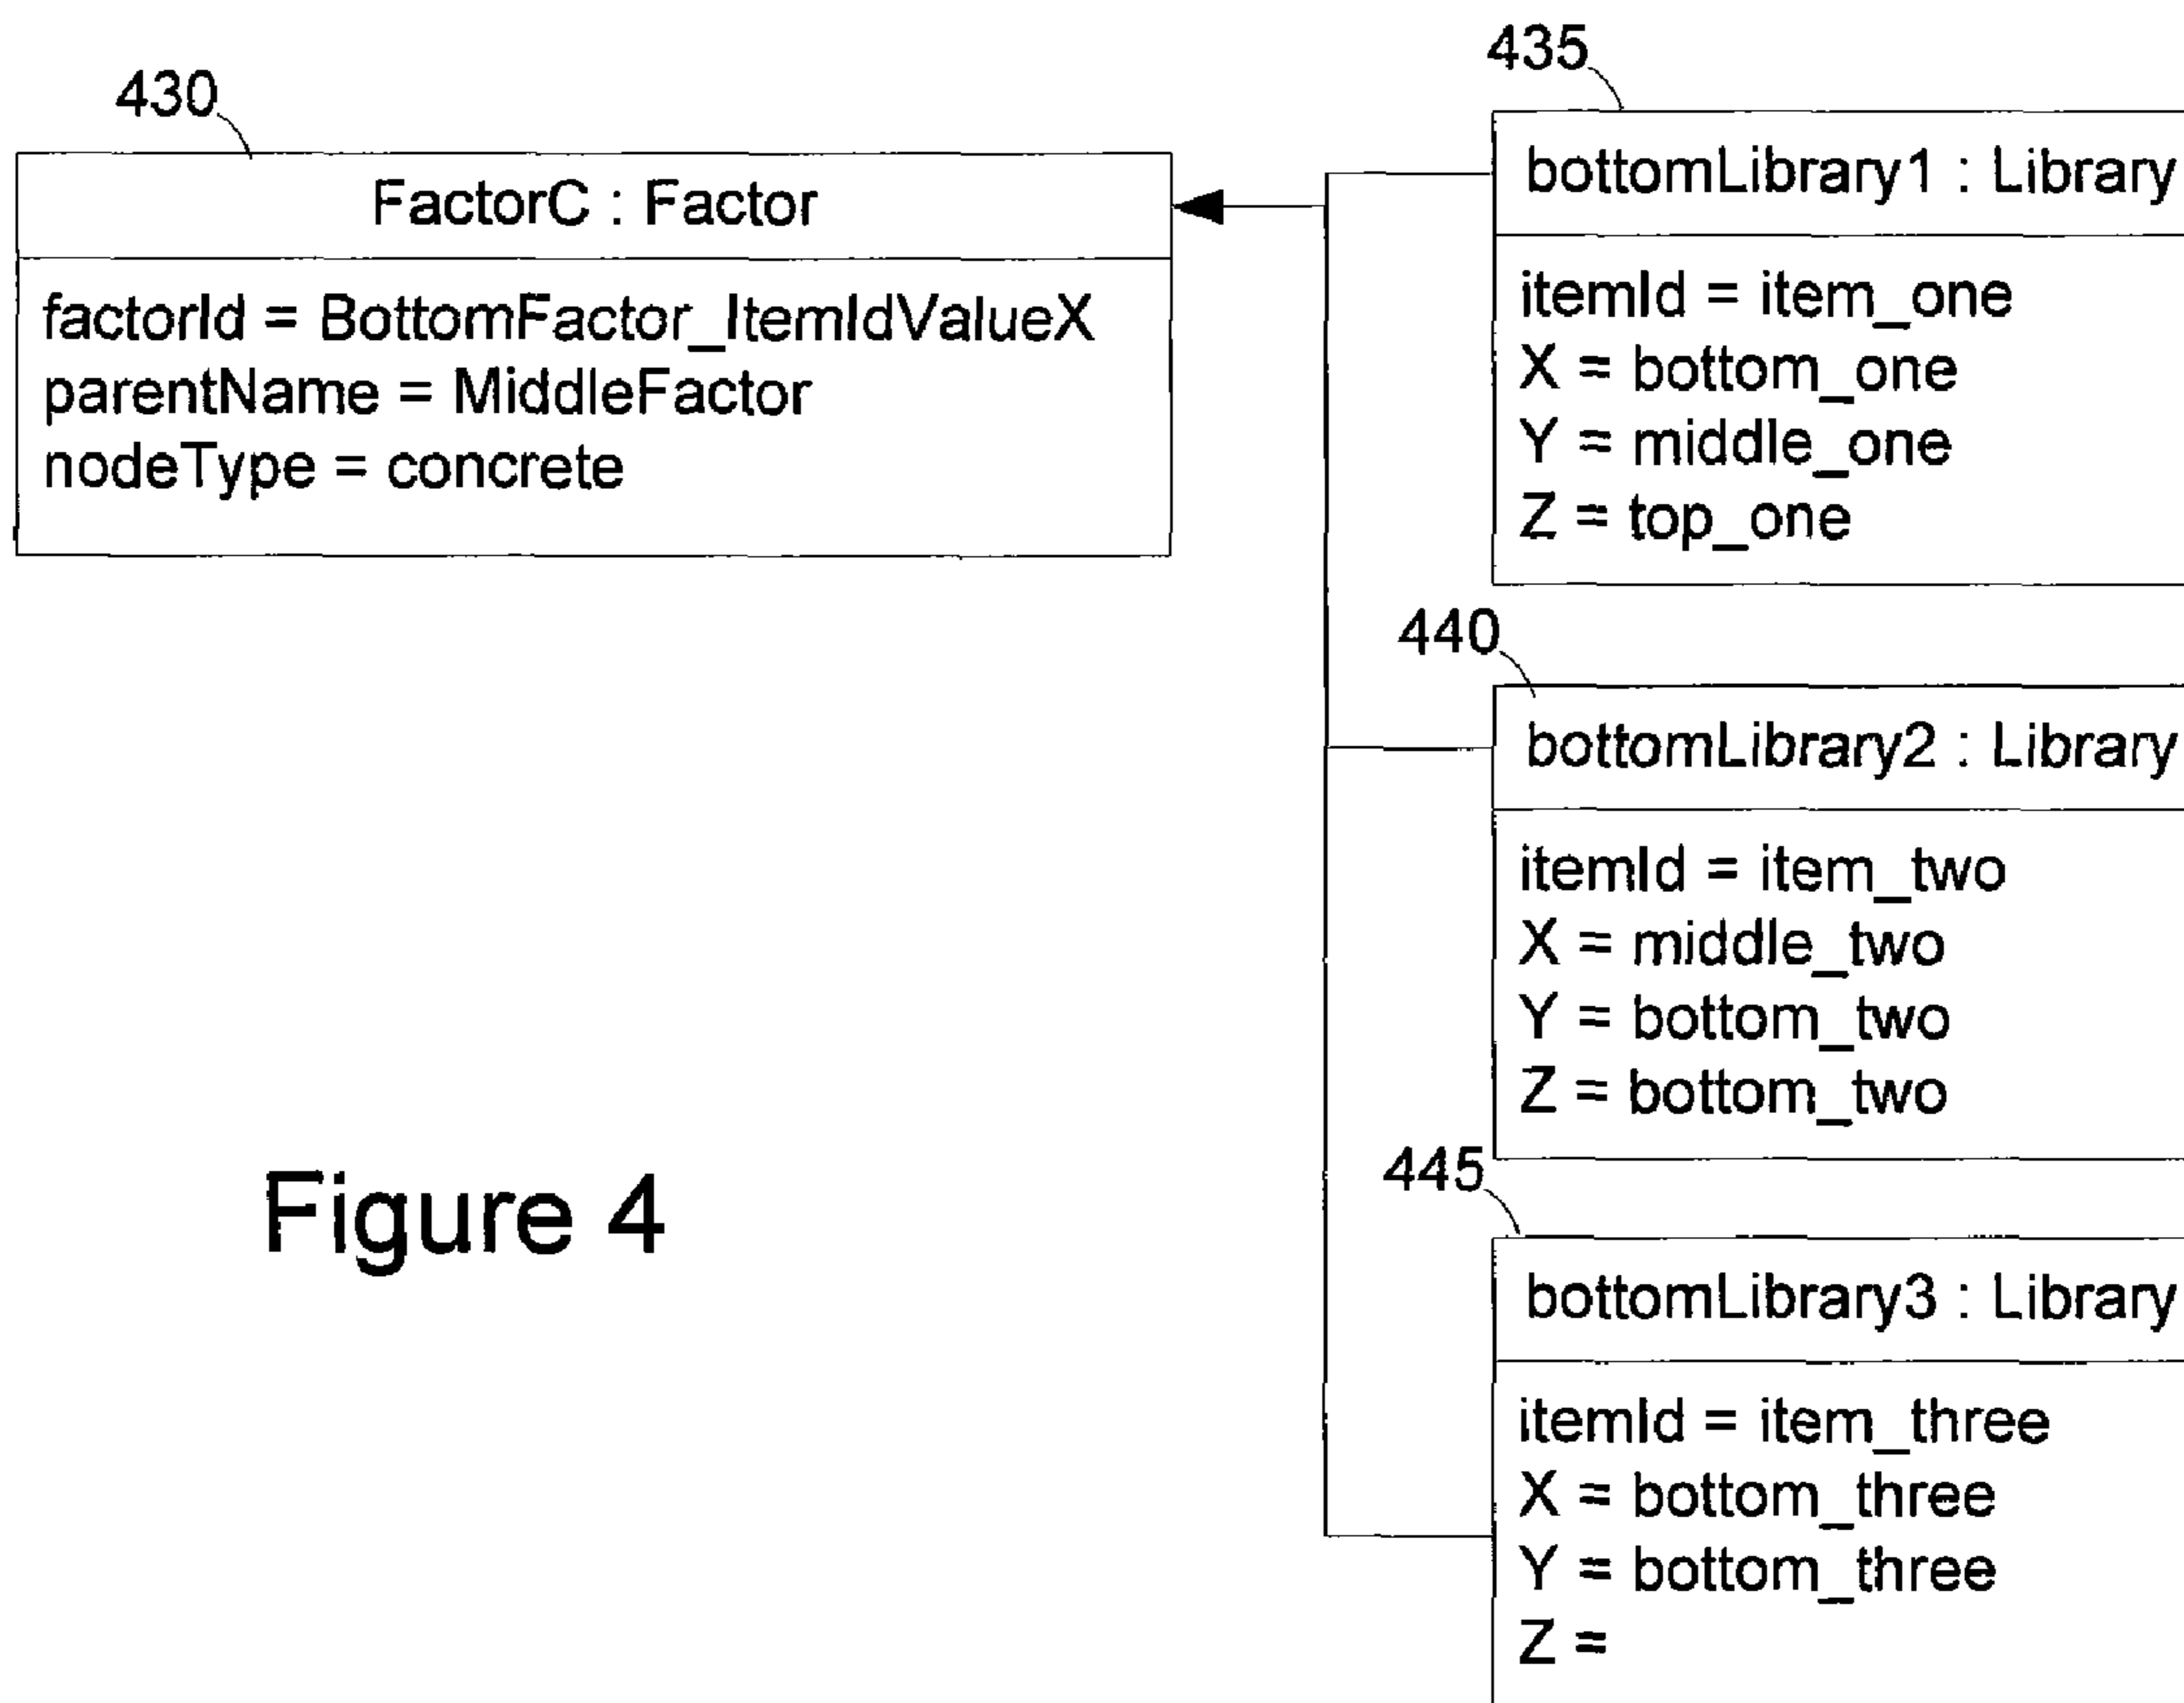 430
FactorC : Factor
factorId = BottomFactor_ItemIdValueX
parentName = MiddleFactor
nodeType = concrete
435
bottomLibrary1 : Library
itemId = item_one
X = bottom_one
Y = middle_one
Z = top_one
440
bottomLibrary2 : Library
itemId = item_two
X = middle_two
Y = bottom_two
Z = bottom_two
445
bottomLibrary3 : Library
itemId = item_three
X = bottom_three
Y = bottom_three
Z =
Figure 4